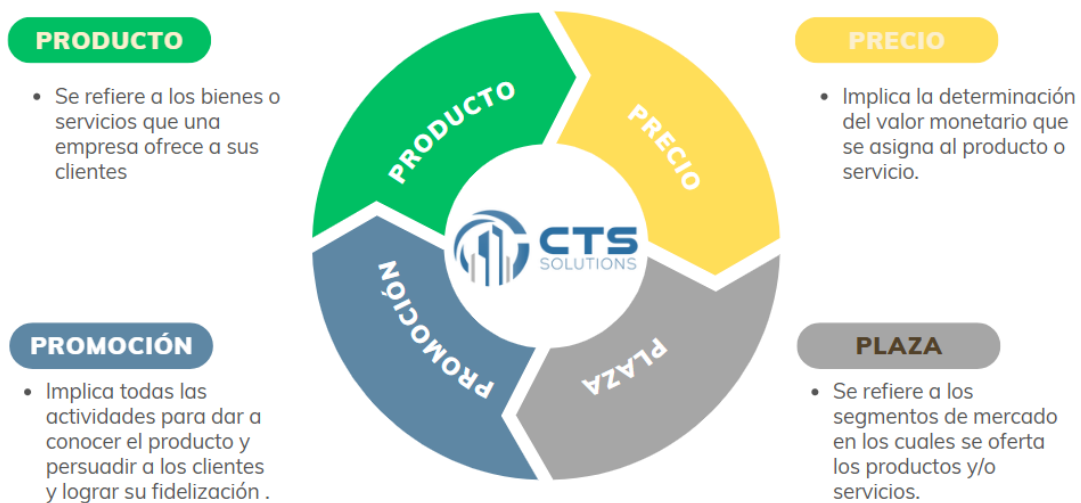 PRODUCTO
• Se refiere a los bienes o
servicios que una
empresa ofrece a sus
clientes
PRECIO
• Implica la determinación
del valor monetario que
se asigna al producto o
servicio.
PRODUCTO
PRECIO
CTS
SOLUTIONS
PROMOCIÓN
PLAZA
PROMOCIÓN
• Implica todas las
actividades para dar a
conocer el producto y
persuadir a los clientes
y lograr su fidelización .
PLAZA
• Se refiere a los
segmentos de mercado
en los cuales se oferta
los productos y/o
servicios.